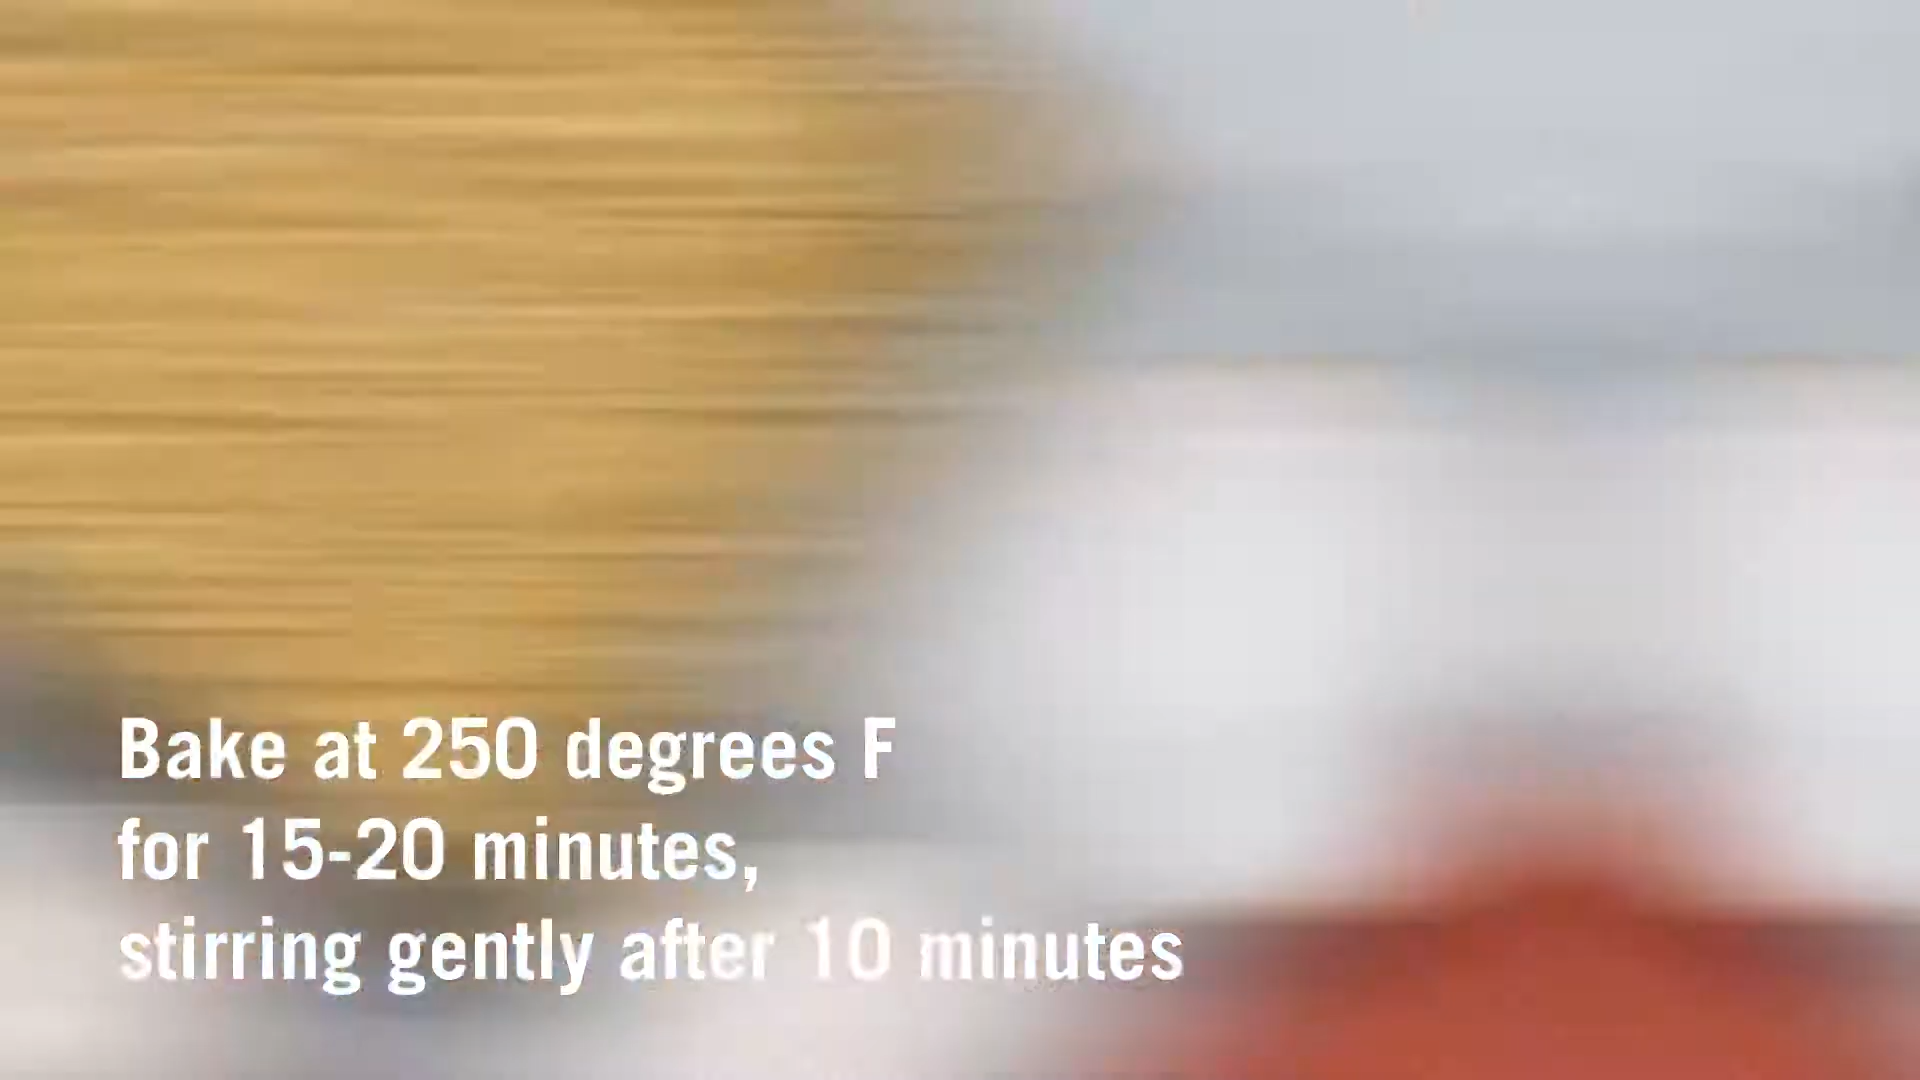 Bake at 250 degrees F
for 15-20 minutes,
stirring gently after 10 minutes